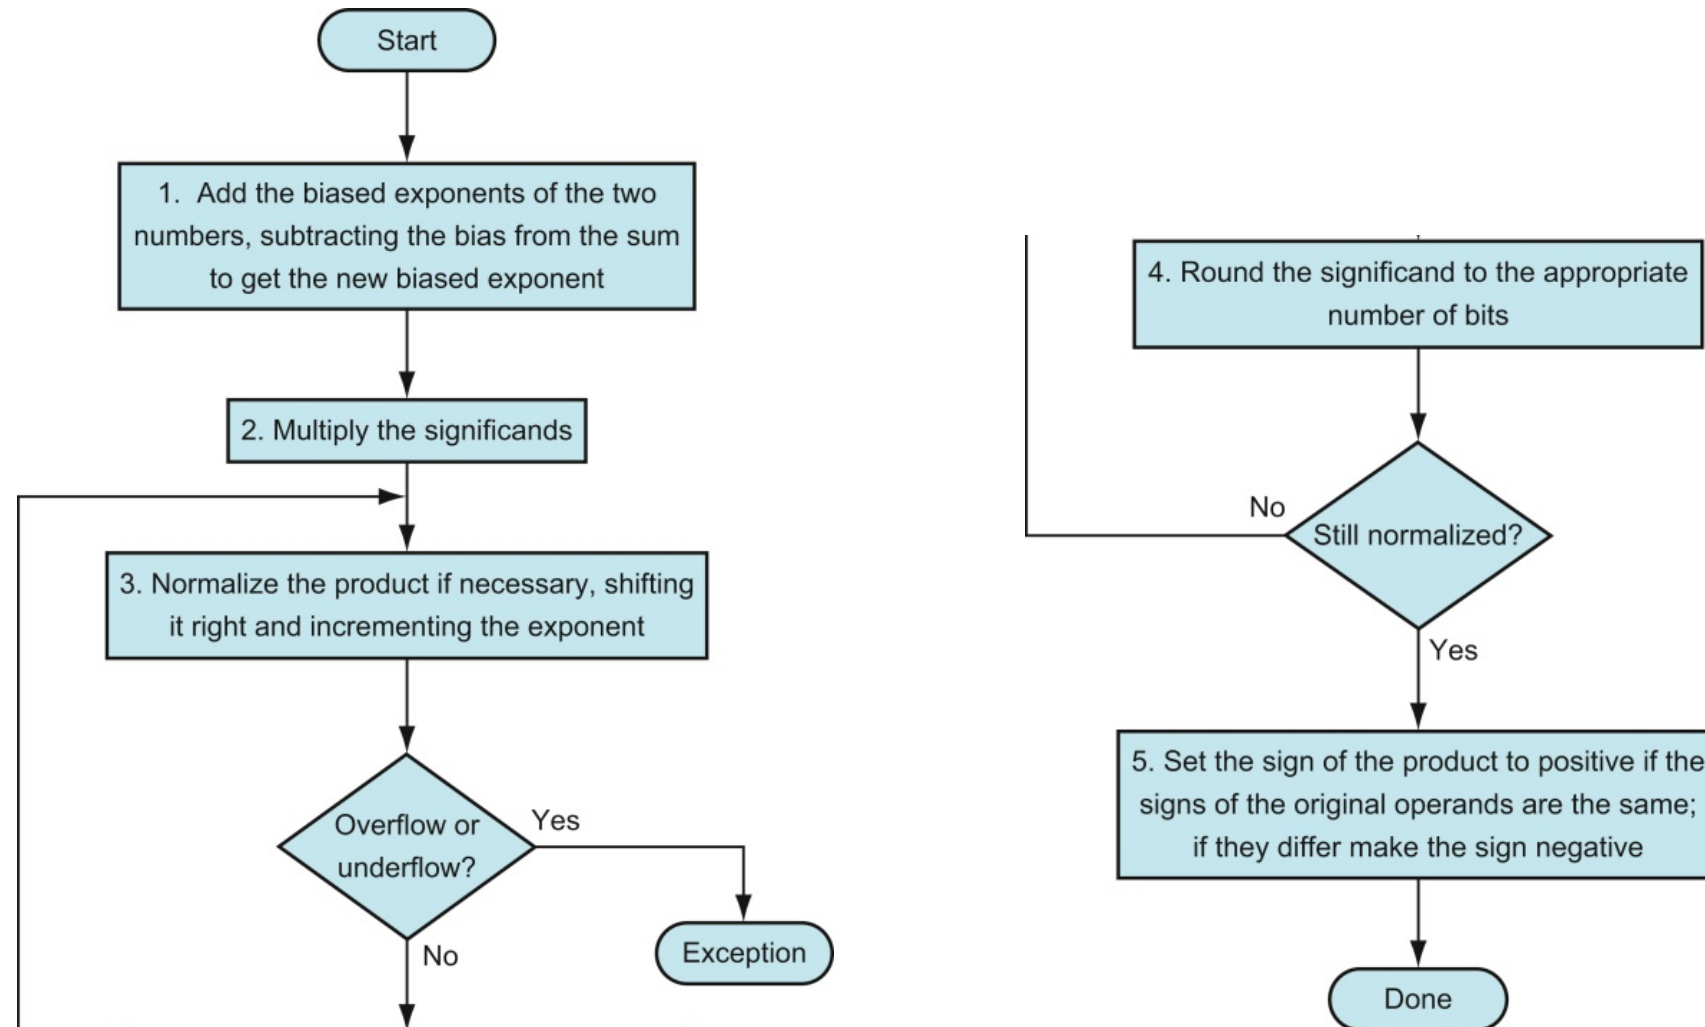 Start
1. Add the biased exponents of the two
numbers, subtracting the bias from the sum
to get the new biased exponent
2. Multiply the significands
3. Normalize the product if necessary, shifting
it right and incrementing the exponent
Overflow or
underflow?
Yes
No
Exception
4. Round the significand to the appropriate
number of bits
No
Still normalized?
Yes
5. Set the sign of the product to positive if the
signs of the original operands are the same;
if they differ make the sign negative
Done